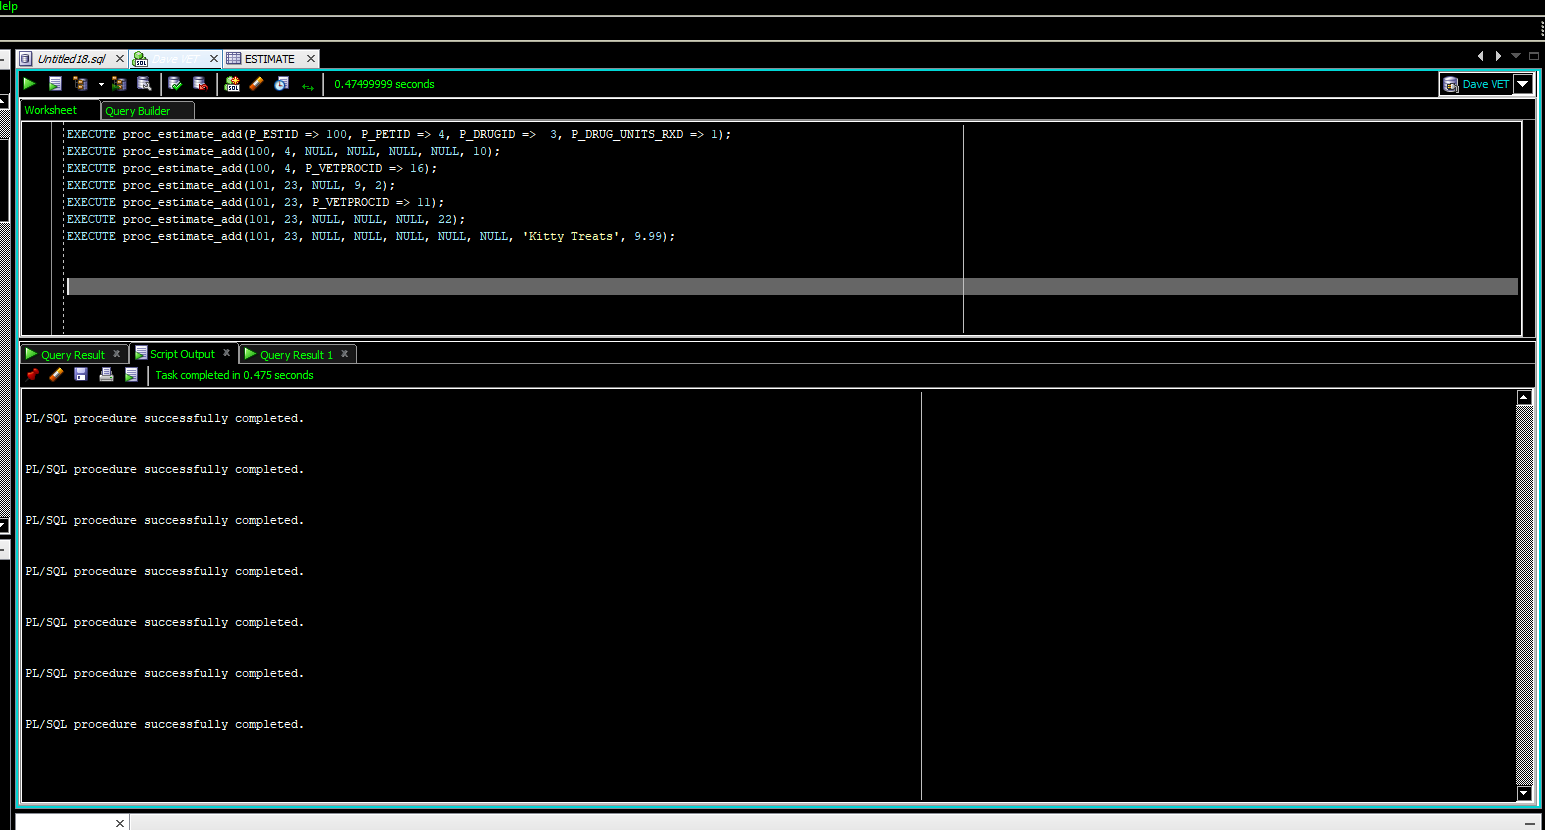 Help
Untitled18.sql
Dave VET
ESTIMATE
SQL
SQL
0.47499999 seconds
Dave VET
Worksheet
Query Builder
EXECUTE proc_estimate_add(P_ESTID => 100, P_PETID => 4, P_DRUGID =>  3, P_DRUG_UNITS_RXD => 1);
EXECUTE proc_estimate_add(100, 4, NULL, NULL, NULL, NULL, 10);
EXECUTE proc_estimate_add(100, 4, P_VETPROCID => 16);
EXECUTE proc_estimate_add(101, 23, NULL, 9, 2);
EXECUTE proc_estimate_add(101, 23, P_VETPROCID => 11);
EXECUTE proc_estimate_add(101, 23, NULL, NULL, NULL, 22);
EXECUTE proc_estimate_add(101, 23, NULL, NULL, NULL, NULL, NULL, 'Kitty Treats', 9.99);
Query Result
Script Output
Query Result 1
Task completed in 0.475 seconds
PL/SQL procedure successfully completed.
PL/SQL procedure successfully completed.
PL/SQL procedure successfully completed.
PL/SQL procedure successfully completed.
PL/SQL procedure successfully completed.
PL/SQL procedure successfully completed.
PL/SQL procedure successfully completed.